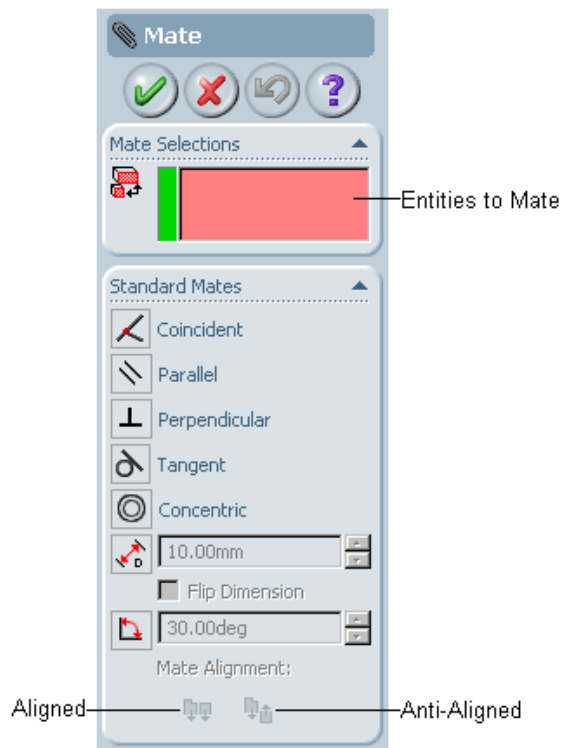 Mate
?
Mate Selections
Entities to Mate
Standard Mates
Coincident
Parallel
Perpendicular
Tangent
Concentric
D
10.00mm
Flip Dimension
30.00deg
Mate Alignment:
Aligned
Anti-Aligned